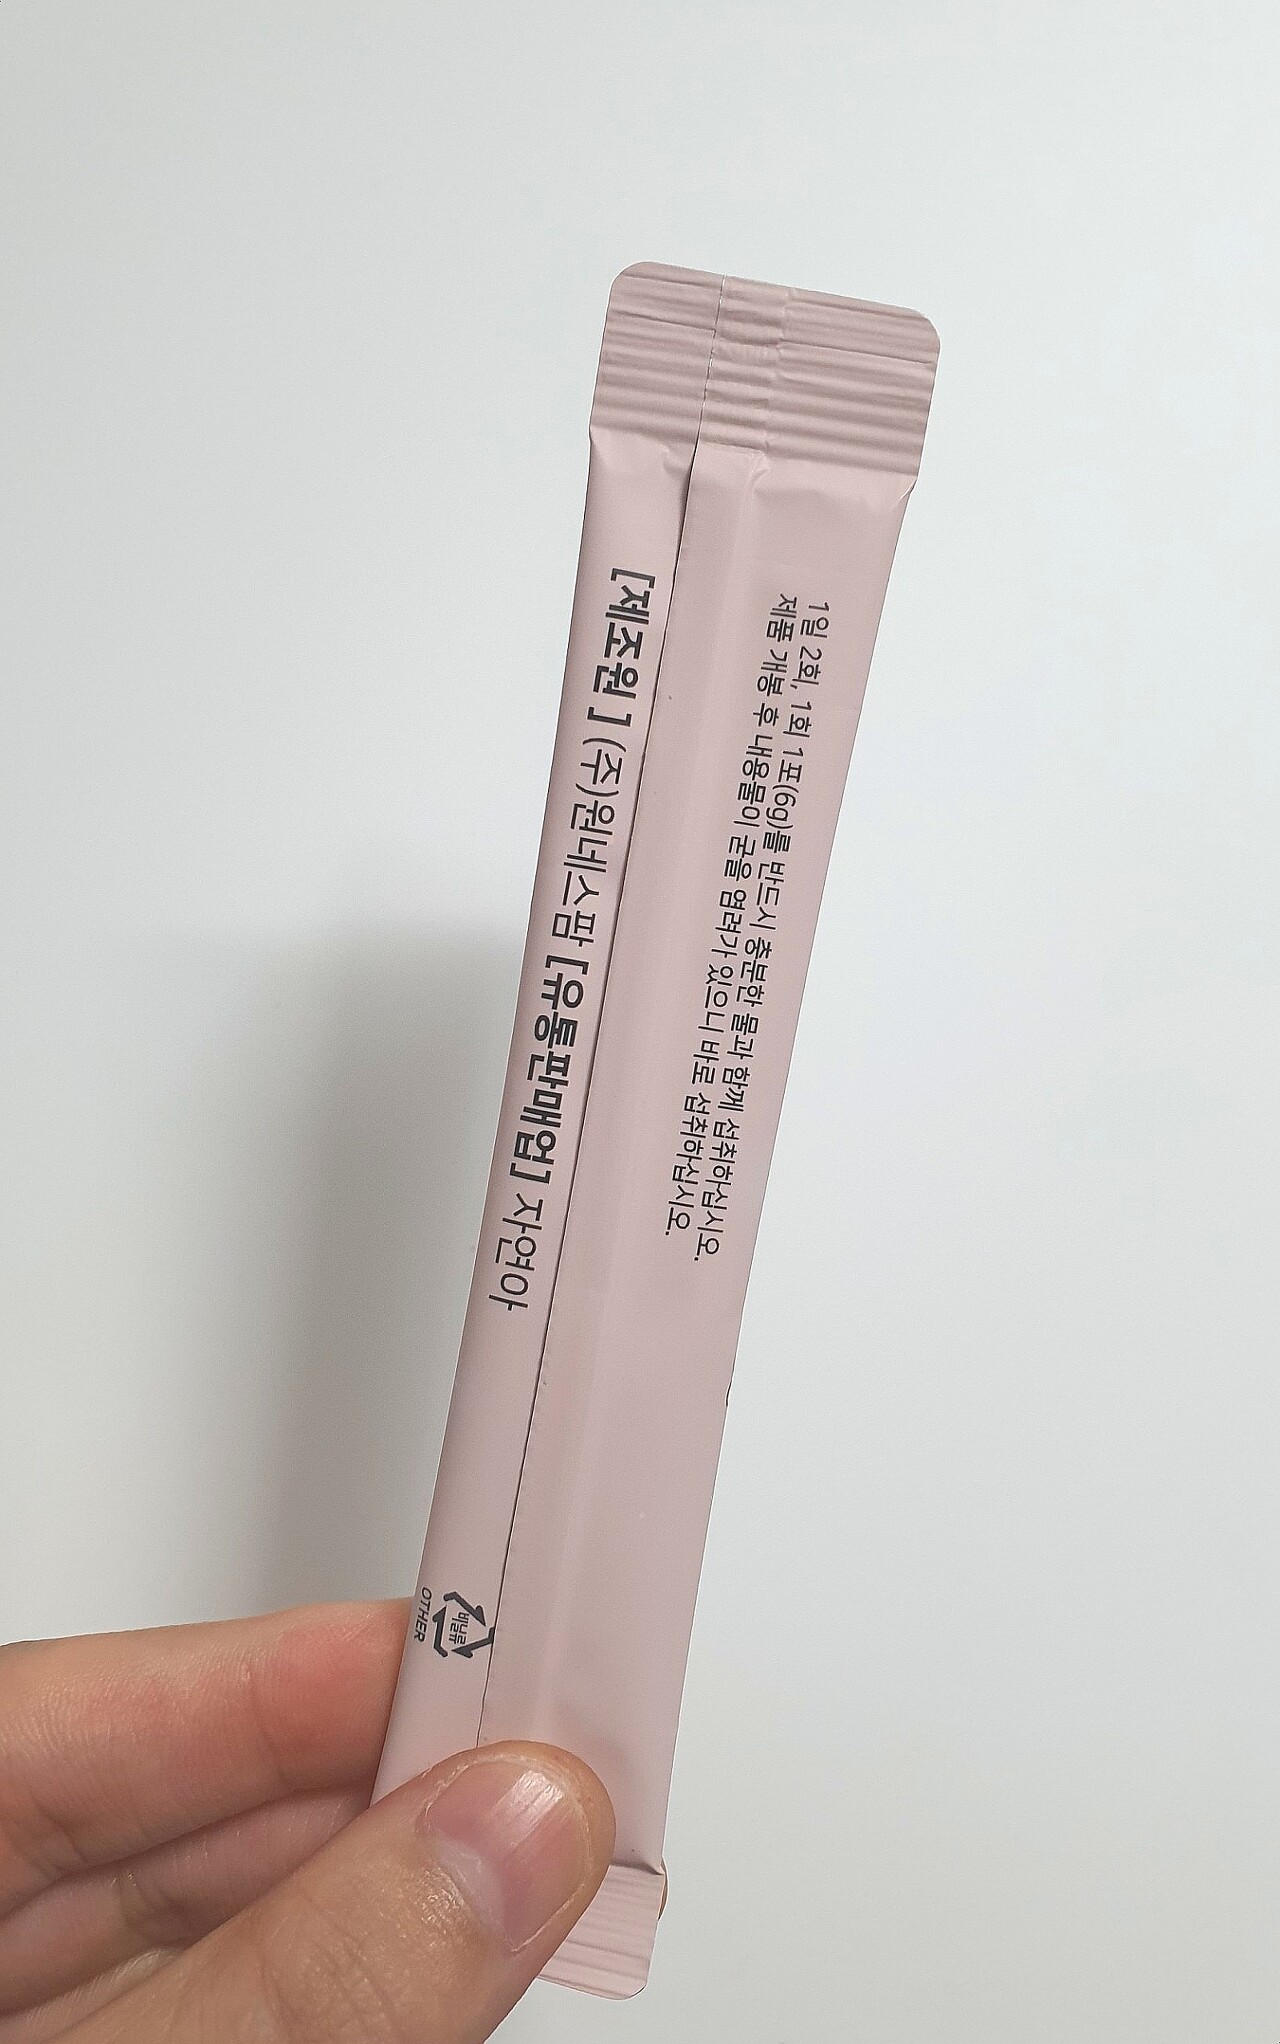 1일 2회, 1회 1포(6g)를 반드시 충분한 물과 함께 섭취하십시오.
제품 개봉 후 내용물이 굳을 염려가 있으니 바로 섭취하십시오.
[제조원 ] (주)원네스팜 [유통판매업] 자연아
비닐류
OTHER